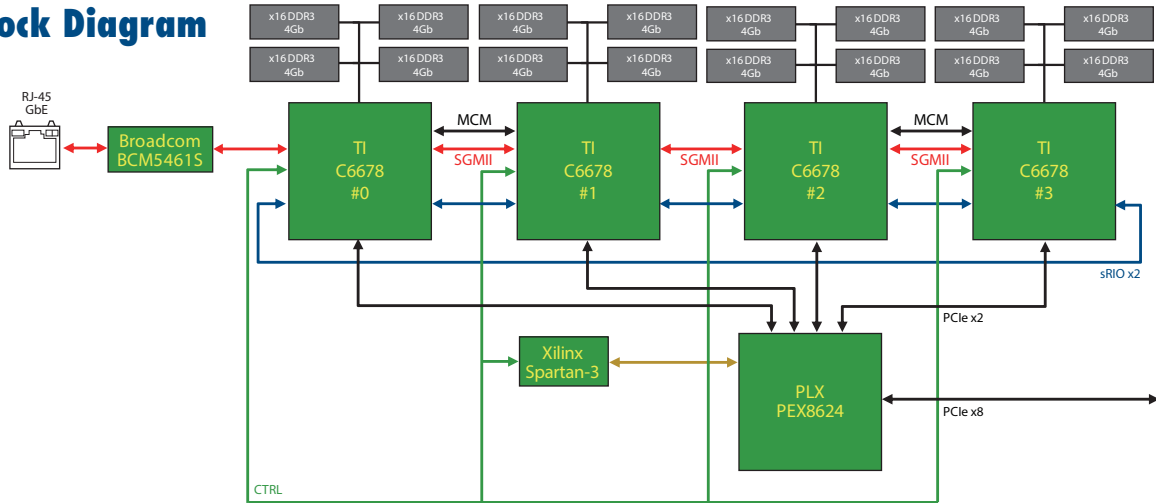 ock Diagram
x16 DDR3
4Gb
x16 DDR3
4Gb
x16 DDR3
4Gb
x16 DDR3
4Gb
x16 DDR3
4Gb
x16 DDR3
4Gb
x16 DDR3
4Gb
x16 DDR3
4Gb
x16 DDR3
4Gb
x16 DDR3
4Gb
x16 DDR3
4Gb
x16 DDR3
4Gb
x16 DDR3
4Gb
x16 DDR3
4Gb
x16 DDR3
4Gb
x16 DDR3
4Gb
RJ-45
GbE
Broadcom
BCM5461S
TI
C6678
#0
MCM
SGMII
TI
C6678
#1
SGMII
TI
C6678
#2
MCM
SGMII
TI
C6678
#3
sRIO x2
PCIe x2
Xilinx
Spartan-3
PLX
PEX8624
PCIe x8
CTRL